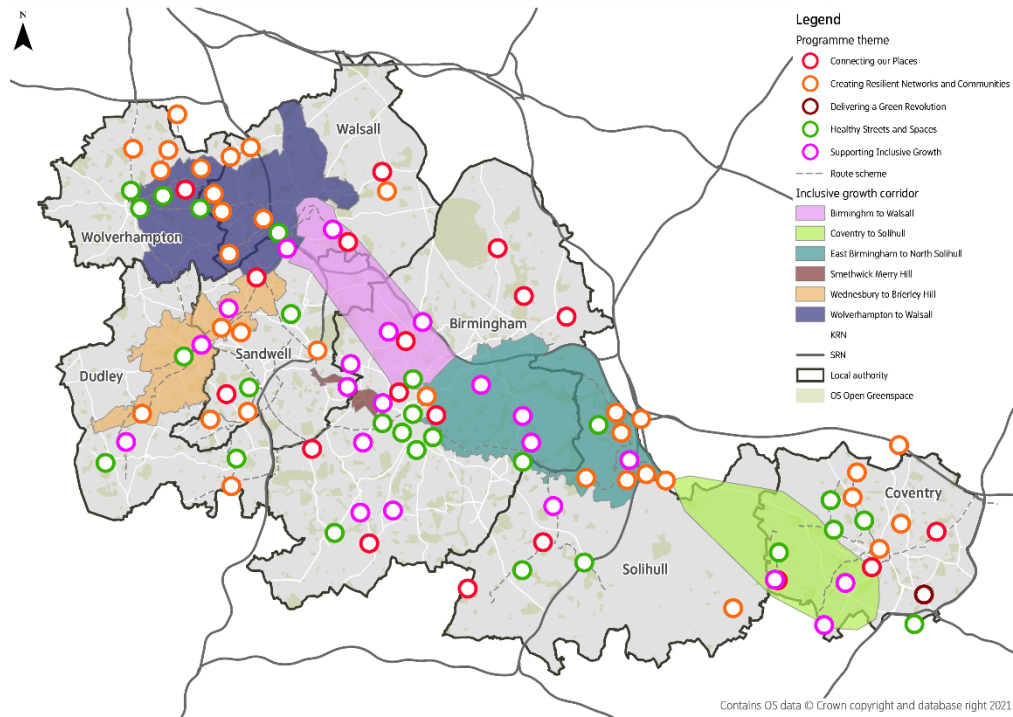 N
Legend
Programme theme
Connecting our Places
Creating Resilient Networks and Communities
Delivering a Green Revolution
Healthy Streets and Spaces
Supporting Inclusive Growth
Route scheme
Inclusive growth corridor
Birminghm to Walsall
Coventry to Solihull
East Birmingham to North Solihull
Smethwick Merry Hill
Wednesbury to Brierley Hill
Wolverhampton to Walsall
KRN
SRN
Local authority
OS Open Greenspace
Walsall
Wolverhampton
Birmingham
Sandwell
Dudley
Coventry
Solihull
Contains OS data © Crown copyright and database right 2021